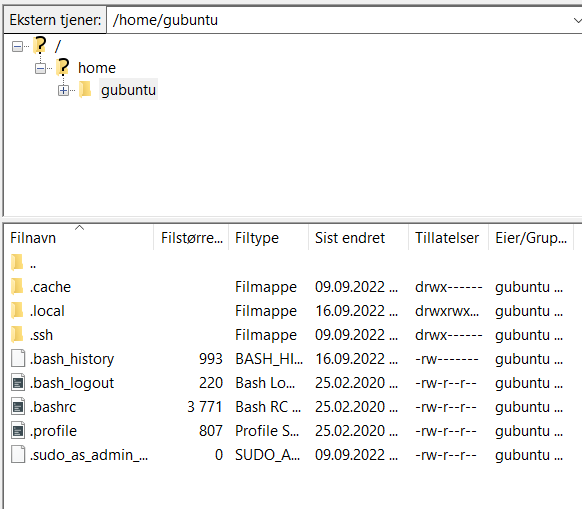 Ekstern tjener: /home/gubuntu
/
home
gubuntu
Filnavn Filstørre... Filtype Sist endret Tillatelser Eier/Grup...
..
.cache Filmappe 09.09.2022 ... drwx------ gubuntu ...
.local Filmappe 16.09.2022 ... drwxrwx... gubuntu ...
.ssh Filmappe 09.09.2022 ... drwx------ gubuntu ...
.bash_history 993 BASH_HI... 16.09.2022 ... -rw------- gubuntu ...
.bash_logout 220 Bash Lo... 25.02.2020 ... -rw-r--r-- gubuntu ...
.bashrc 3 771 Bash RC ... 25.02.2020 ... -rw-r--r-- gubuntu ...
.profile 807 Profile S... 25.02.2020 ... -rw-r--r-- gubuntu ...
.sudo_as_admin_... 0 SUDO_A... 09.09.2022 ... -rw-r--r-- gubuntu ...